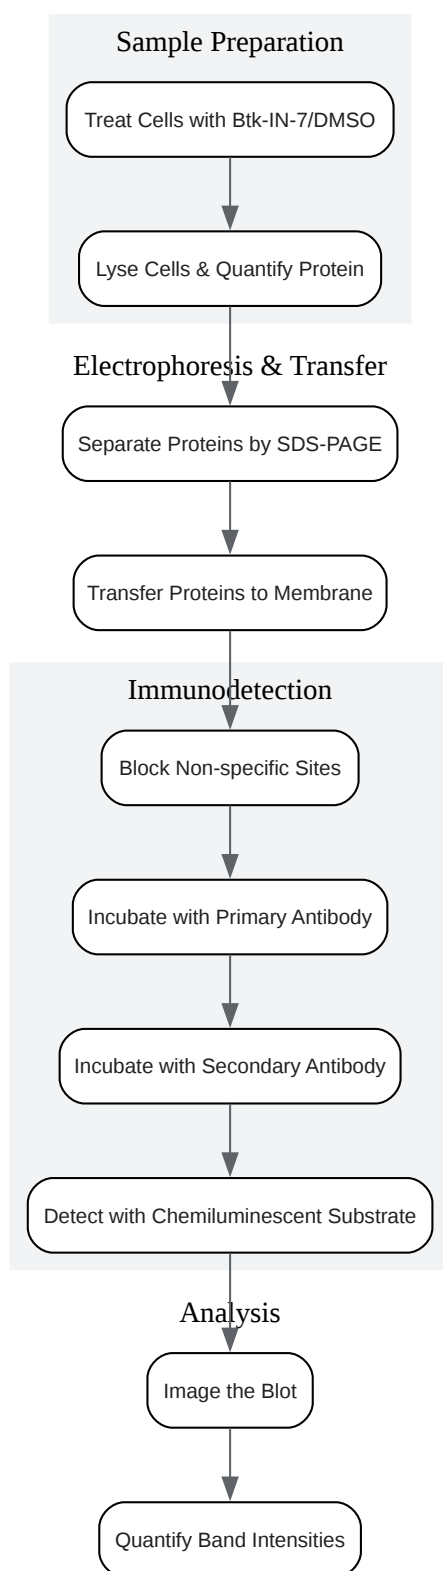 Sample Preparation
Treat Cells with Btk-IN-7/DMSO
Lyse Cells & Quantify Protein
Electrophoresis & Transfer
Separate Proteins by SDS-PAGE
Transfer Proteins to Membrane
Immunodetection
Block Non-specific Sites
Incubate with Primary Antibody
Incubate with Secondary Antibody
Detect with Chemiluminescent Substrate
Analysis
Image the Blot
Quantify Band Intensities